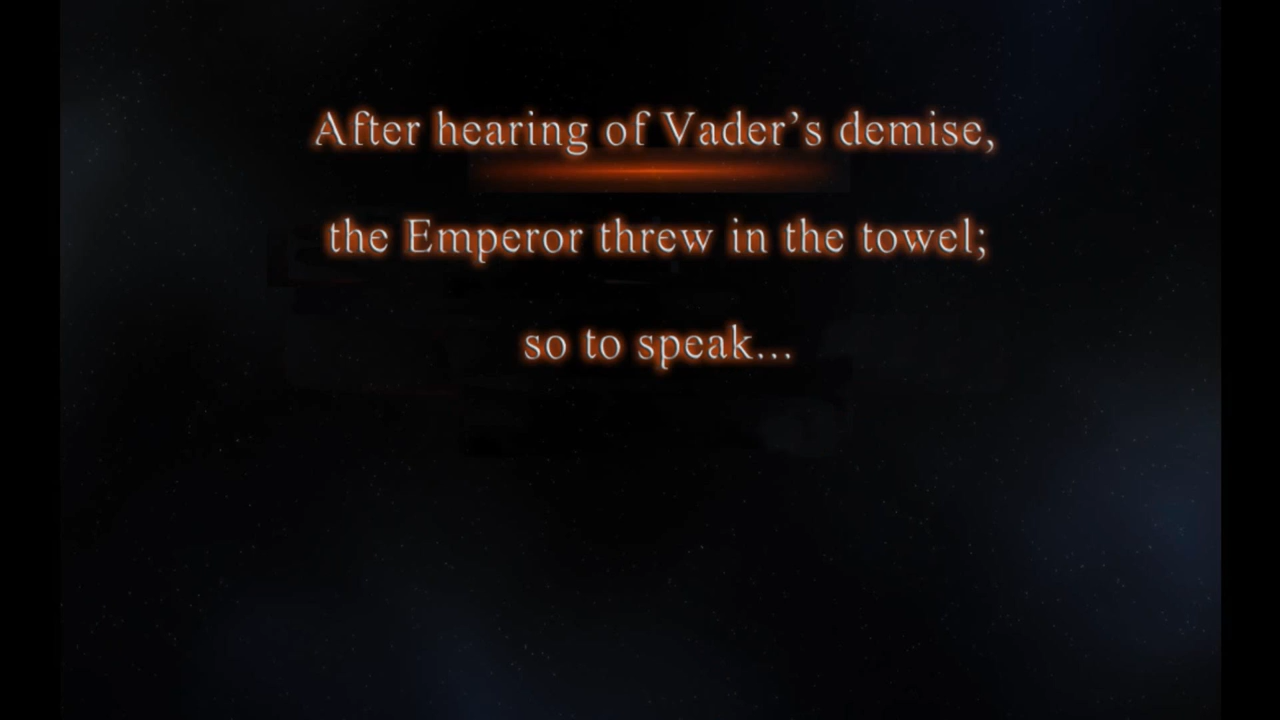 After hearing of Vader’s demise,
the Emperor threw in the towel;
so to speak...